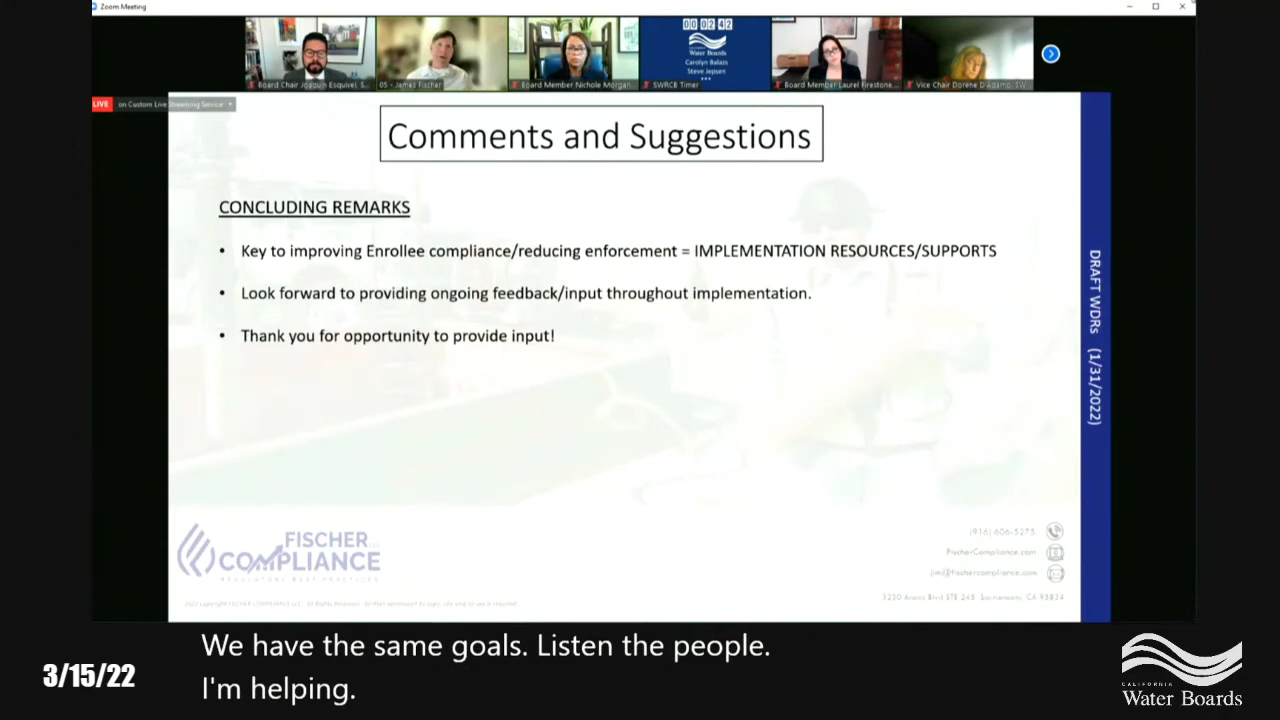 Zoom Meeting
00:02:42
Water Boards
Carolyn Balazs
Steve Jepsen
Board Chair Joaquin Esquivel, S...
05 - James Fischer
Board Member Nichole Morgan...
SWRCB Timer
Board Member Laurel Firestone...
Vice Chair Dorene D'Adamo, SW
LIVE on Custom Live Streaming Service
Comments and Suggestions
CONCLUDING REMARKS
• Key to improving Enrollee compliance/reducing enforcement = IMPLEMENTATION RESOURCES/SUPPORTS
• Look forward to providing ongoing feedback/input throughout implementation.
• Thank you for opportunity to provide input!
DRAFT WDRs (1/31/2022)
FISCHER
COMPLIANCE
REGULATORY BEST PRACTICES
(916) 606-5275
FischerCompliance.com
jim@fischercompliance.com
We have the same goals. Listen the people.
I'm helping.
3/15/22
CALIFORNIA
Water Boards